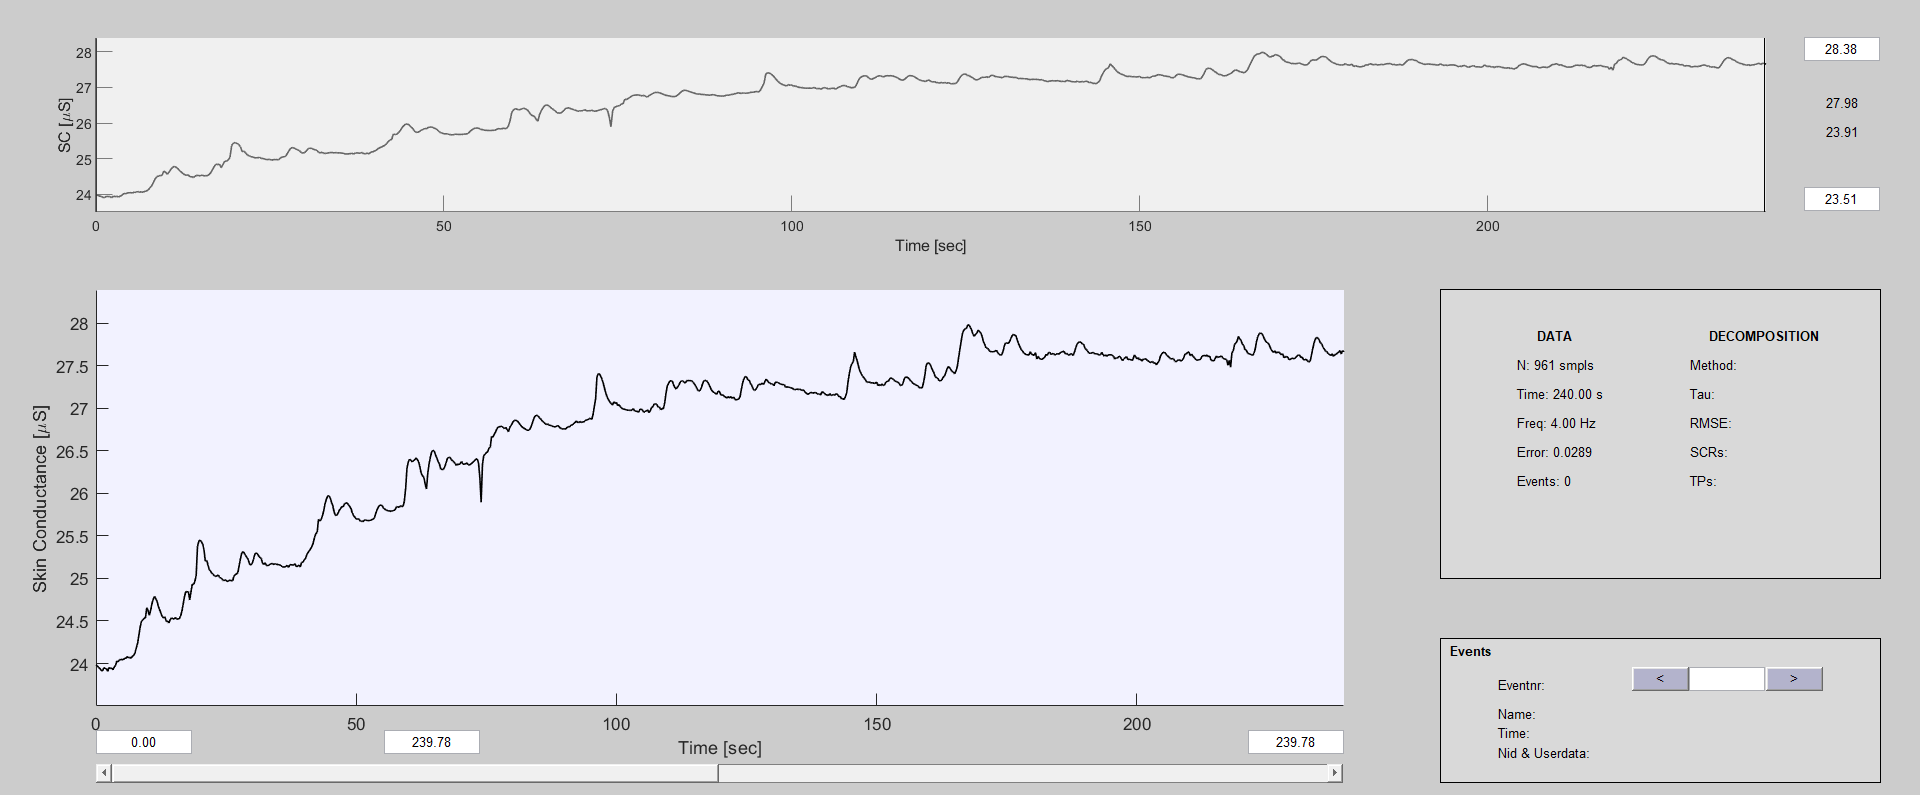 28
27
26
25
24
SC [µS]
0
50
100
150
200
Time [sec]
28.38
27.98
23.91
23.51
28
27.5
27
26.5
26
25.5
25
24.5
24
Skin Conductance [µS]
0
50
100
150
200
0.00
239.78
Time [sec]
239.78
DATA
N: 961 smpls
Time: 240.00 s
Freq: 4.00 Hz
Error: 0.0289
Events: 0
DECOMPOSITION
Method:
Tau:
RMSE:
SCRs:
TPs:
Events
Eventnr:
<
>
Name:
Time:
Nid & Userdata: